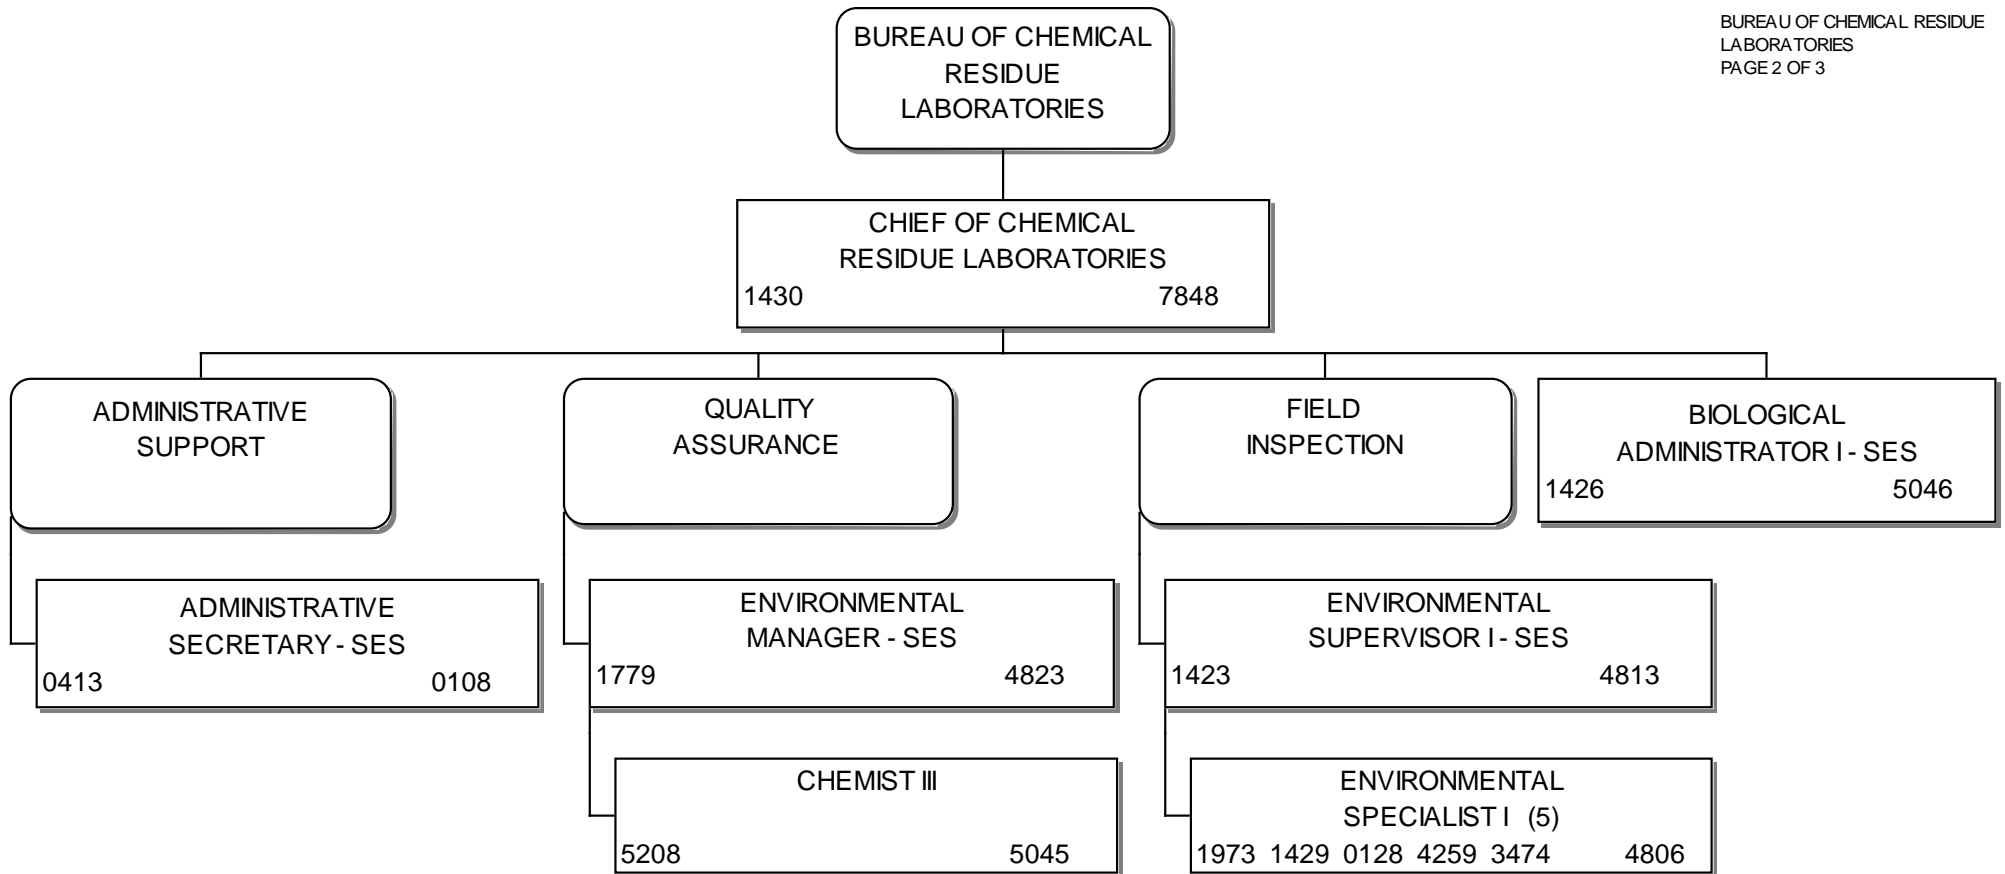 BUREAU OF CHEMICAL RESIDUE
LABORATORIES
PAGE 2 OF 3
BUREAU OF CHEMICAL
RESIDUE
LABORATORIES
CHIEF OF CHEMICAL
RESIDUE LABORATORIES
1430 7848
ADMINISTRATIVE
SUPPORT
QUALITY
ASSURANCE
FIELD
INSPECTION
BIOLOGICAL
ADMINISTRATOR I - SES
1426 5046
ADMINISTRATIVE
SECRETARY - SES
0413 0108
ENVIRONMENTAL
MANAGER - SES
1779 4823
ENVIRONMENTAL
SUPERVISOR I - SES
1423 4813
CHEMIST III
5208 5045
ENVIRONMENTAL
SPECIALIST I (5)
1973 1429 0128 4259 3474 4806